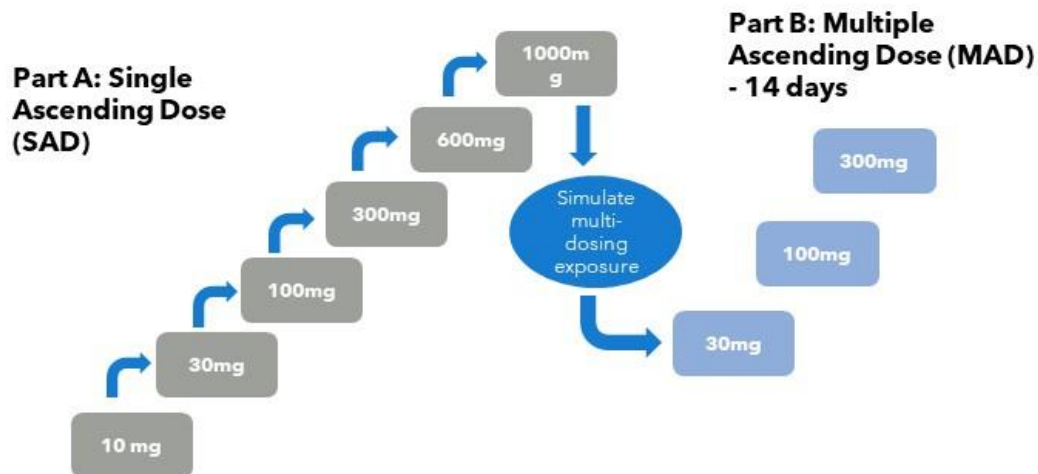 Part A: Single
Ascending Dose
(SAD)
10 mg
30mg
100mg
300mg
600mg
1000m
g
Simulate
multi-
dosing
exposure
Part B: Multiple
Ascending Dose (MAD)
- 14 days
30mg
100mg
300mg